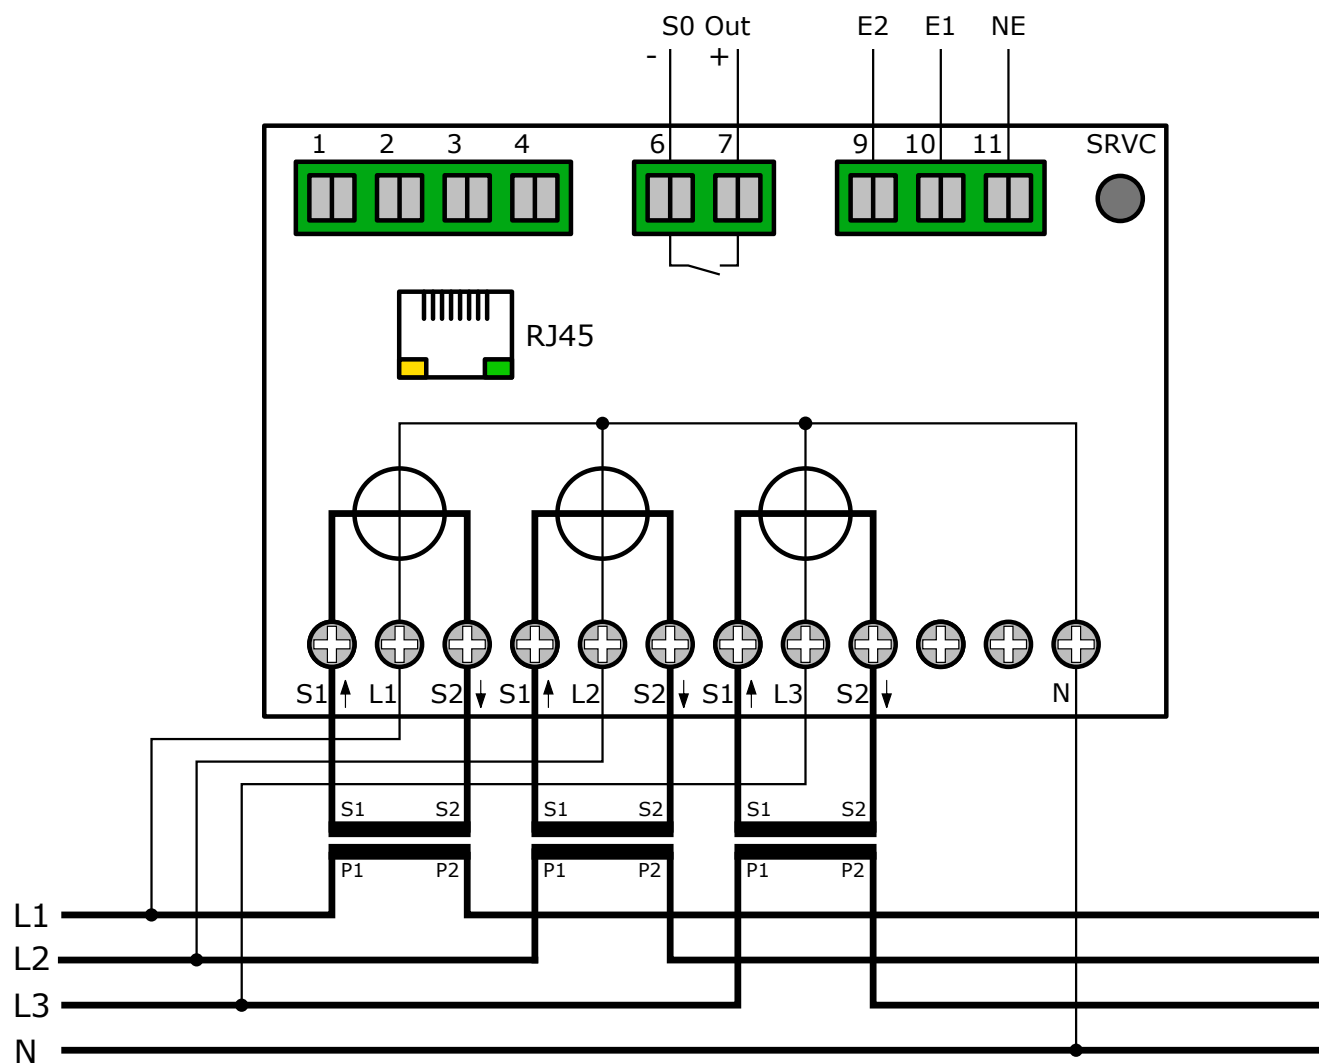 S0 Out E2 E1 NE
- +
1 2 3 4 6 7 9 10 11 SRVC
RJ45
S1 L1 S2 S1 L2 S2 S1 L3 S2 N
S1 S2 S1 S2 S1 S2
P1 P2 P1 P2 P1 P2
L1
L2
L3
N